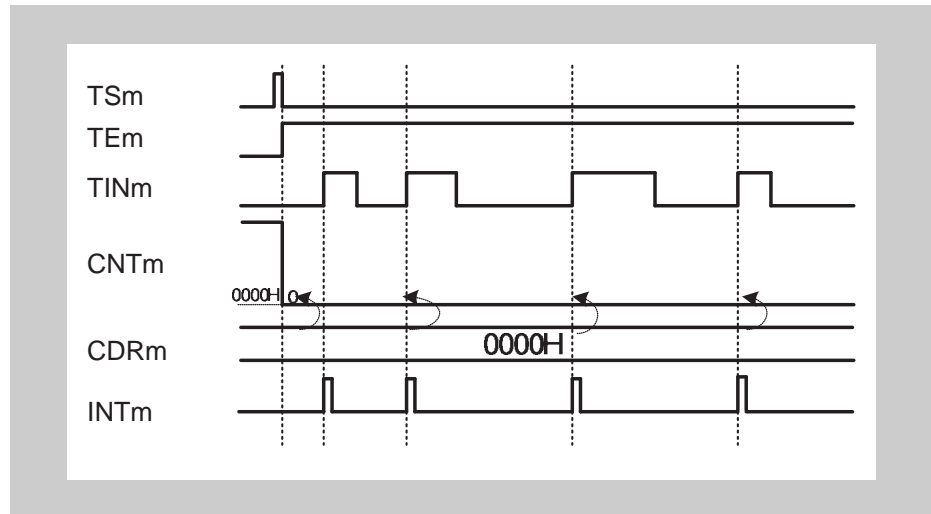 TSm
TEm
TINm
CNTm
0000H 0
CDRm
0000H
INTm